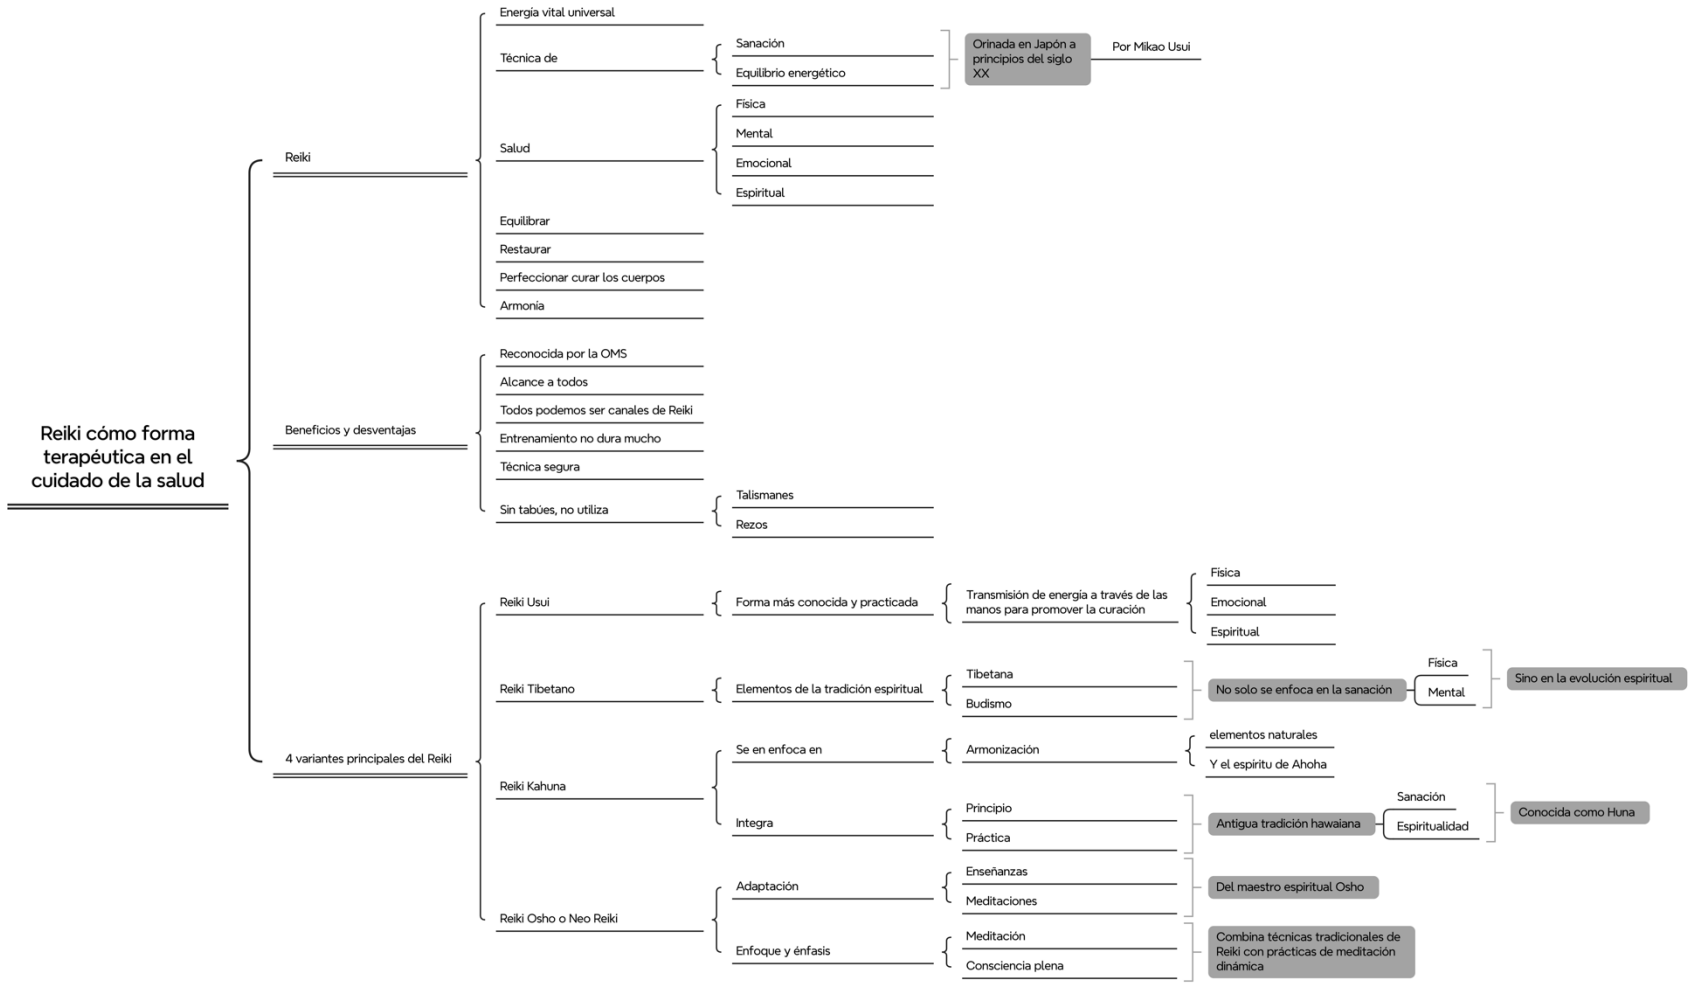 Reiki cómo forma
terapéutica en el
cuidado de la salud
Reiki
Energía vital universal
Técnica de
Sanación
Equilibrio energético
Orinada en Japón a
principios del siglo
XX
Por Mikao Usui
Salud
Física
Mental
Emocional
Espiritual
Equilibrar
Restaurar
Perfeccionar curar los cuerpos
Armonía
Beneficios y desventajas
Reconocida por la OMS
Alcance a todos
Todos podemos ser canales de Reiki
Entrenamiento no dura mucho
Técnica segura
Sin tabúes, no utiliza
Talismanes
Rezos
4 variantes principales del Reiki
Reiki Usui
Forma más conocida y practicada
Transmisión de energía a través de las
manos para promover la curación
Física
Emocional
Espiritual
Reiki Tibetano
Elementos de la tradición espiritual
Tibetana
Budismo
No solo se enfoca en la sanación
Física
Mental
Sino en la evolución espiritual
Reiki Kahuna
Se en enfoca en
Armonización
elementos naturales
Y el espíritu de Ahoha
Integra
Principio
Práctica
Antigua tradición hawaiana
Sanación
Espiritualidad
Conocida como Huna
Reiki Osho o Neo Reiki
Adaptación
Enseñanzas
Meditaciones
Del maestro espiritual Osho
Enfoque y énfasis
Meditación
Consciencia plena
Combina técnicas tradicionales de
Reiki con prácticas de meditación
dinámica